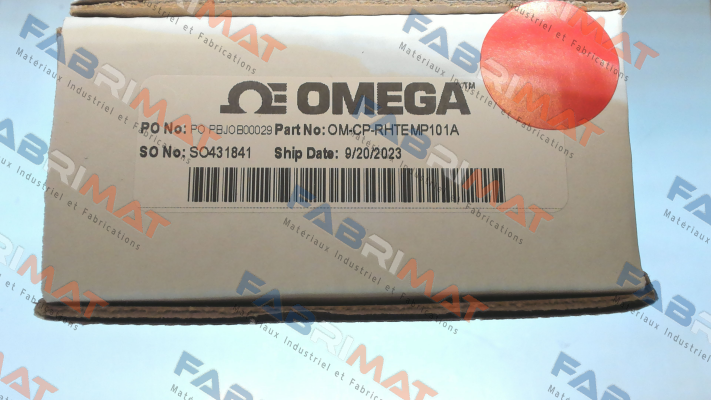 OMEGA™
PO No: PO PBJOB00029 Part No: OM-CP-RHTEMP101A
SO No: SO431841 Ship Date: 9/20/2023
FABRIMAT
Matériaux Industriel et Fabrications